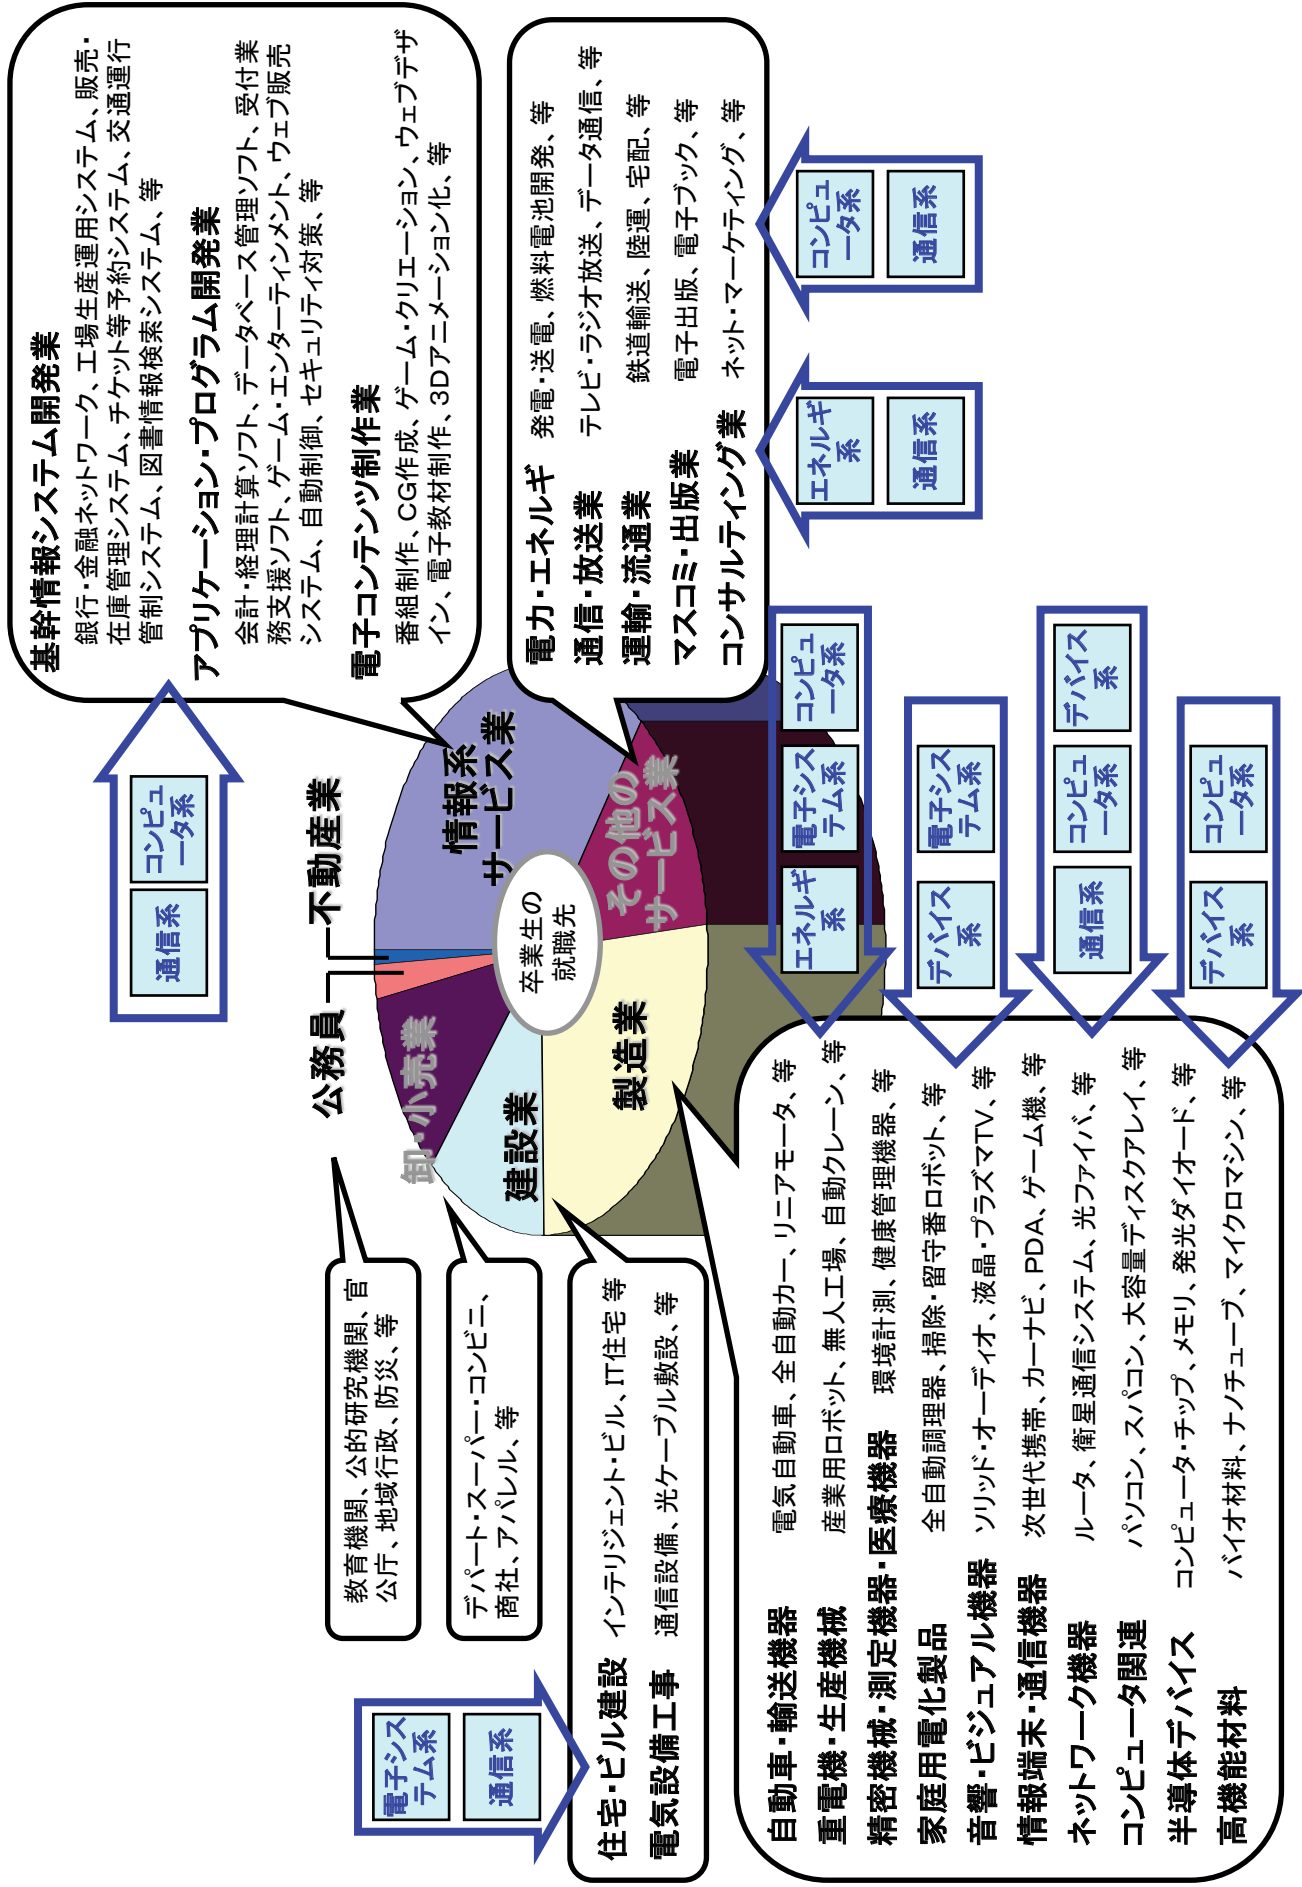 公務員
不動産業
情報系
サービス業
その他の
サービス業
製造業
建設業
卸・小売業
卒業生の
就職先
教育機関、公的研究機関、官
公庁、地域行政、防災、等
デパート・スーパー・コンビニ、
商社、アパレル、等
電子シス
テム系
通信系
住宅・ビル建設 インテリジェント・ビル、IT住宅 等
電気設備工事 通信設備、光ケーブル敷設、等
通信系
コンピュ
ータ系
基幹情報システム開発業
銀行・金融ネットワーク、工場生産運用システム、販売・
在庫管理システム、チケット等予約システム、交通運行
管制システム、図書情報検索システム、等
アプリケーション・プログラム開発業
会計・経理計算ソフト、データベース管理ソフト、受付業
務支援ソフト、ゲーム・エンターティンメント、ウェブ販売
システム、自動制御、セキュリティ対策、等
電子コンテンツ制作業
番組制作、CG作成、ゲーム・クリエーション、ウェブデザ
イン、電子教材制作、3Dアニメーション化、等
電力・エネルギ 発電・送電、燃料電池開発、等
通信・放送業 テレビ・ラジオ放送、データ通信、等
運輸・流通業 鉄道輸送、陸運、宅配、等
マスコミ・出版業 電子出版、電子ブック、等
コンサルティング業 ネット・マーケティング、等
エネルギ
系
通信系
コンピュ
ータ系
通信系
エネルギ
系
電子シス
テム系
コンピュ
ータ系
デバイス
系
電子シス
テム系
通信系
コンピュ
ータ系
デバイス
系
デバイス
系
コンピュ
ータ系
自動車・輸送機器 電気自動車、全自動カー、リニアモータ、等
重電機・生産機械 産業用ロボット、無人工場、自動クレーン、等
精密機械・測定機器・医療機器 環境計測、健康管理機器、等
家庭用電化製品 全自動調理器、掃除・留守番ロボット、等
音響・ビジュアル機器 ソリッド・オーディオ、液晶・プラズマTV、等
情報端末・通信機器 次世代携帯、カーナビ、PDA、ゲーム機、等
ネットワーク機器 ルータ、衛星通信システム、光ファイバ、等
コンピュータ関連 パソコン、スパコン、大容量ディスクアレイ、等
半導体デバイス コンピュータ・チップ、メモリ、発光ダイオード、等
高機能材料 バイオ材料、ナノチューブ、マイクロマシン、等